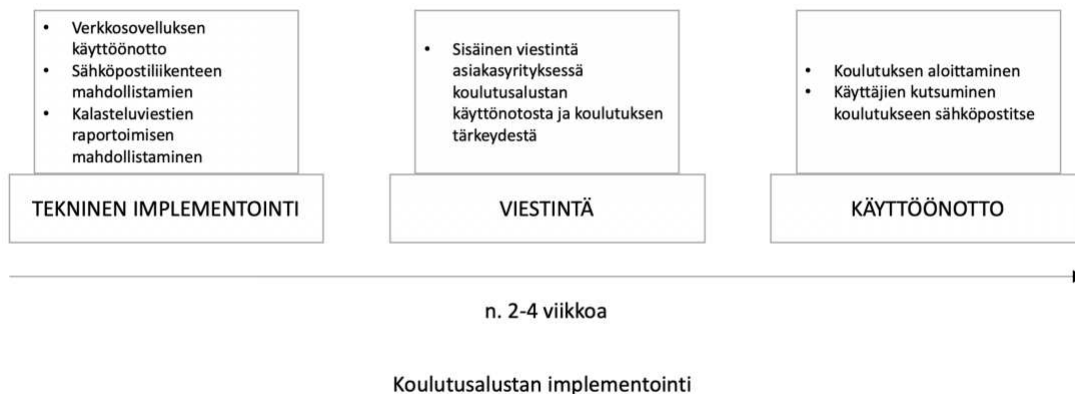 • Verkkosovelluksen
käyttöönotto
• Sähköpostiliikenteen
mahdollistamien
• Kalasteluviestien
raportoimisen
mahdollistaminen
TEKNINEN IMPLEMENTOINTI
• Sisäinen viestintä
asiakasyrityksessä
koulutusalustan
käyttönotosta ja koulutuksen
tärkeydestä
VIESTINTÄ
• Koulutuksen aloittaminen
• Käyttäjien kutsuminen
koulutukseen sähköpostitse
KÄYTTÖÖNOTTO
n. 2-4 viikkoa
Koulutusalustan implementointi